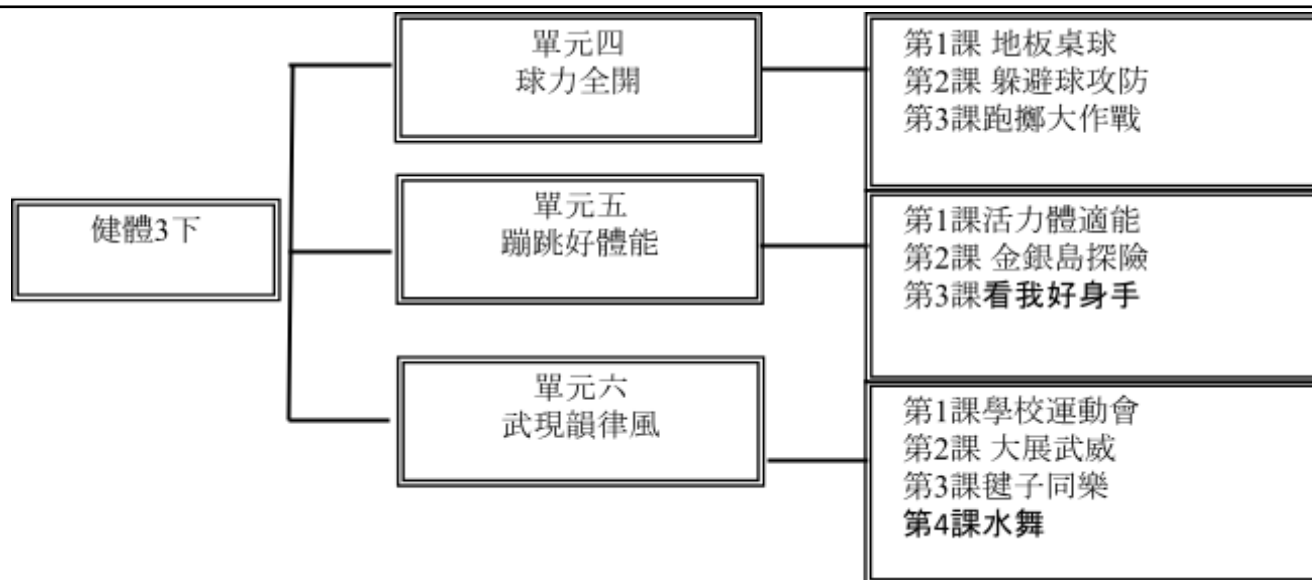 健體3下
單元四
球力全開
第1課 地板桌球
第2課 躲避球攻防
第3課跑擲大作戰
單元五
蹦跳好體能
第1課活力體適能
第2課 金銀島探險
第3課看我好身手
單元六
武現韻律風
第1課學校運動會
第2課 大展武威
第3課毽子同樂
第4課水舞